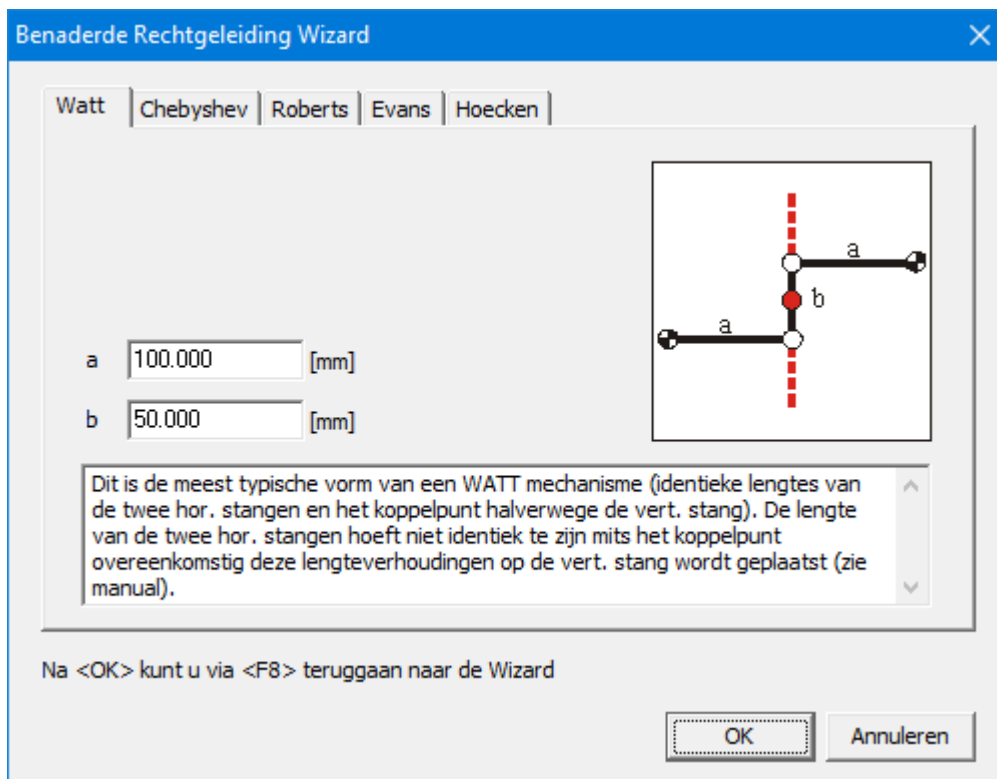 Benaderde Rechtgeleiding Wizard
Watt Chebyshev Roberts Evans Hoecken
a
b
a
a 100.000 [mm]
b 50.000 [mm]
Dit is de meest typische vorm van een WATT mechanisme (identieke lengtes van
de twee hor. stangen en het koppelpunt halverwege de vert. stang). De lengte
van de twee hor. stangen hoeft niet identiek te zijn mits het koppelpunt
overeenkomstig deze lengteverhoudingen op de vert. stang wordt geplaatst (zie
manual).
Na <OK> kunt u via <F8> teruggaan naar de Wizard
OK Annuleren